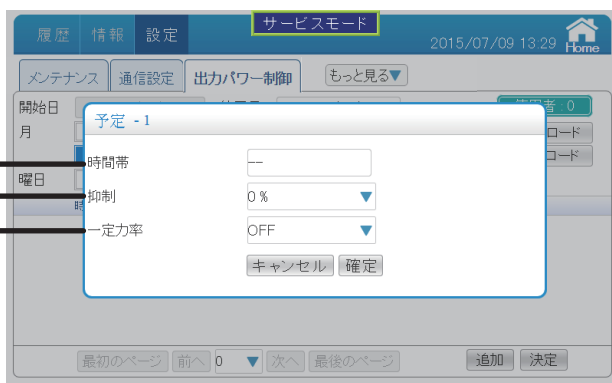 サービスモード
履歴 情報 設定
2015/07/09 13:29 Home
メンテナンス 通信設定 出力パワー制御 もっと見る▼
開始日
者:0
月
ロード
ード
曜日
予定 - 1
時間帯 --
抑制 0 % ▼
一定力率 OFF ▼
キャンセル 確定
最初のページ 前へ 0 ▼ 次へ 最後のページ 追加 決定